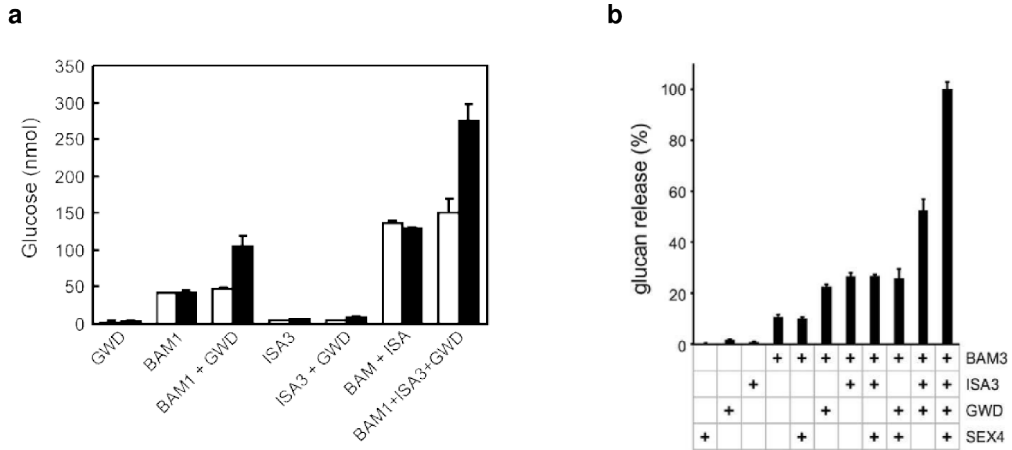 a
b
350
300
250
200
150
100
50
0
Glucose (nmol)
GWD
BAM1
BAM1 + GWD
ISA3
ISA3 + GWD
BAM + ISA
BAM1+ISA3+GWD
100
80
60
40
20
0
glucan release (%)
+ + + + + + + + BAM3
+ + + + + ISA3
+ + + + + GWD
+ + + + + SEX4